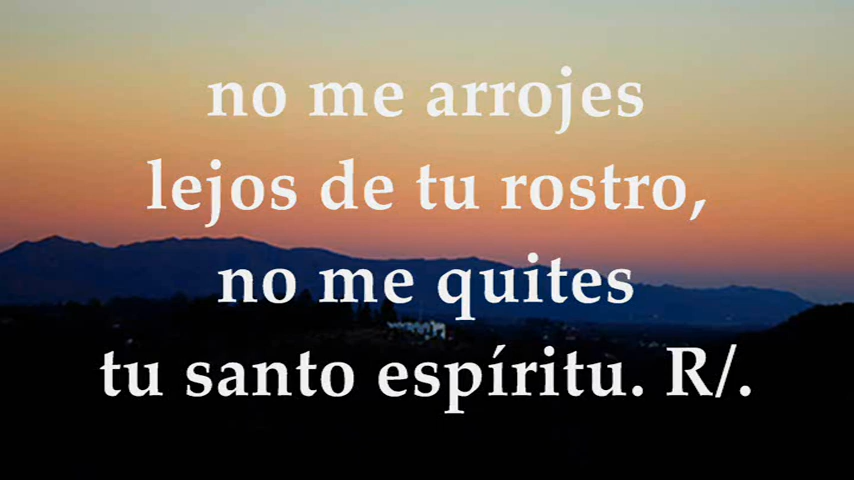 no me arrojes
lejos de tu rostro,
no me quites
tu santo espíritu. R/.